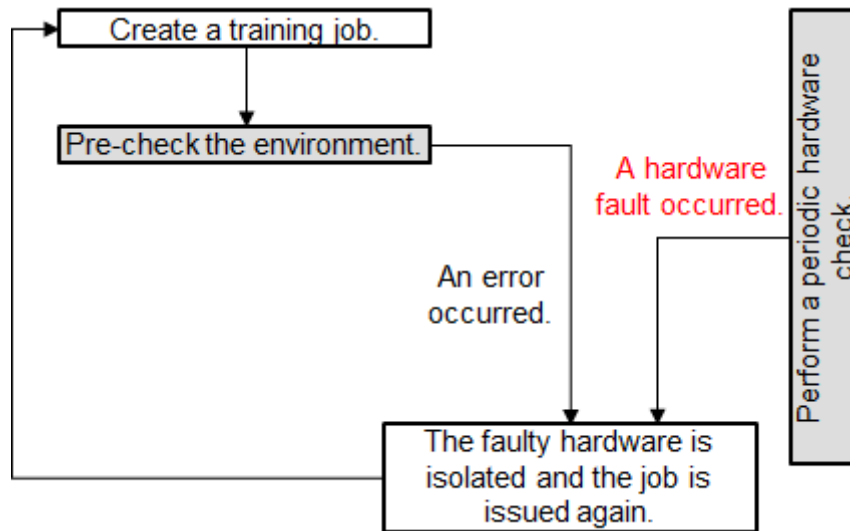 Create a training job.
Pre-check the environment.
A hardware
fault occurred.
An error
occurred.
Perform a periodic hardware
check.
The faulty hardware is
isolated and the job is
issued again.